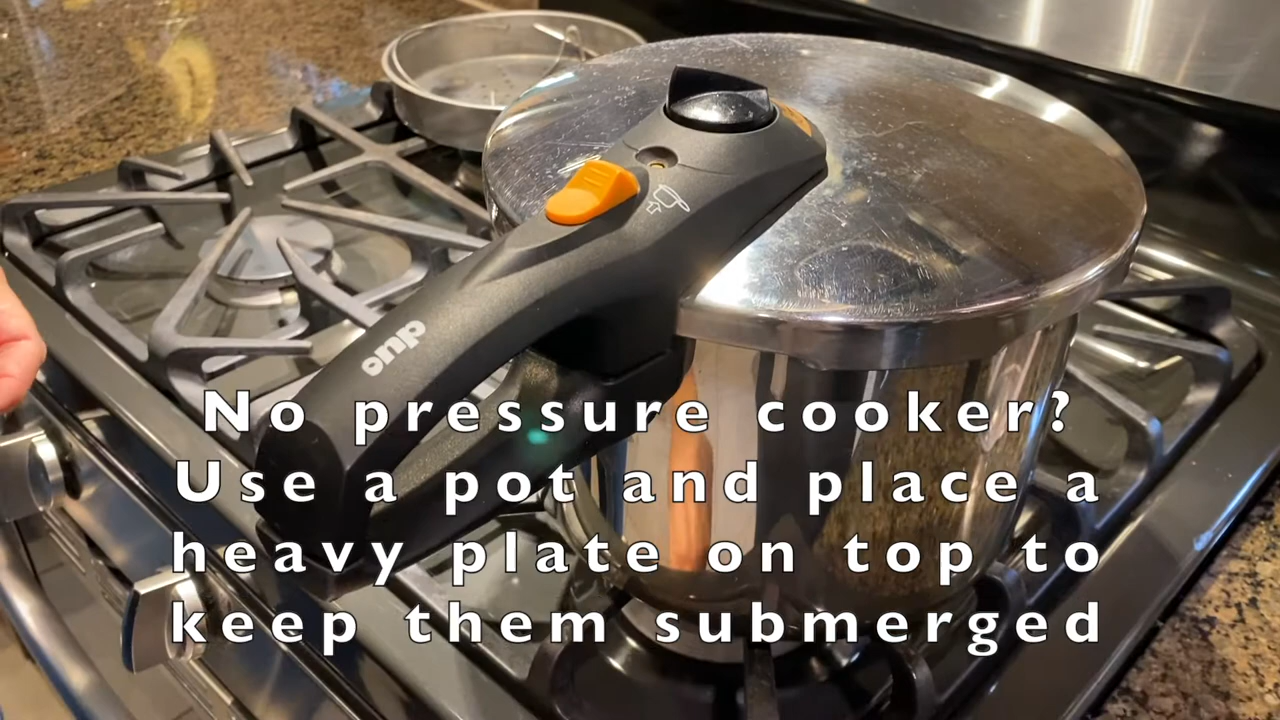 duo
No pressure cooker?
Use a pot and place a
heavy plate on top to
keep them submerged